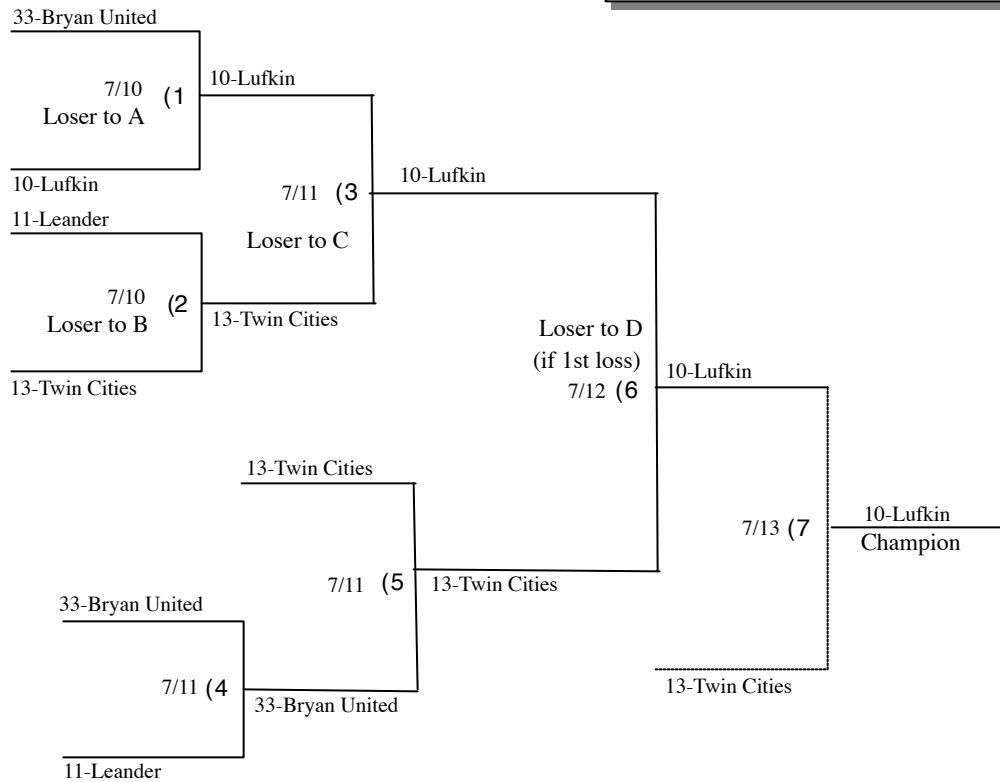 33-Bryan United
7/10 (1
Loser to A
10-Lufkin
10-Lufkin
11-Leander
7/10 (2
Loser to B
13-Twin Cities
13-Twin Cities
7/11 (3
Loser to C
10-Lufkin
Loser to D
(if 1st loss)
7/12 (6
10-Lufkin
13-Twin Cities
7/11 (5
13-Twin Cities
33-Bryan United
7/11 (4
33-Bryan United
11-Leander
7/13 (7
10-Lufkin
Champion
13-Twin Cities